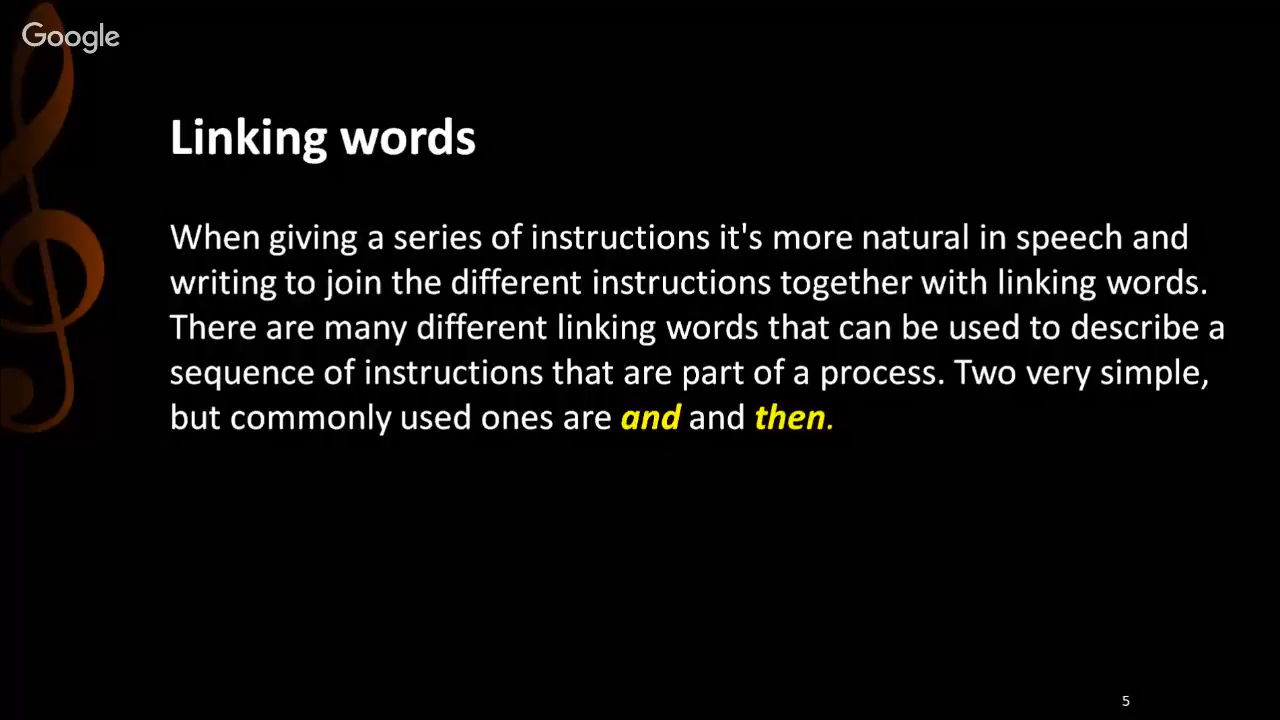 Google
Linking words
When giving a series of instructions it's more natural in speech and
writing to join the different instructions together with linking words.
There are many different linking words that can be used to describe a
sequence of instructions that are part of a process. Two very simple,
but commonly used ones are and and then.
5